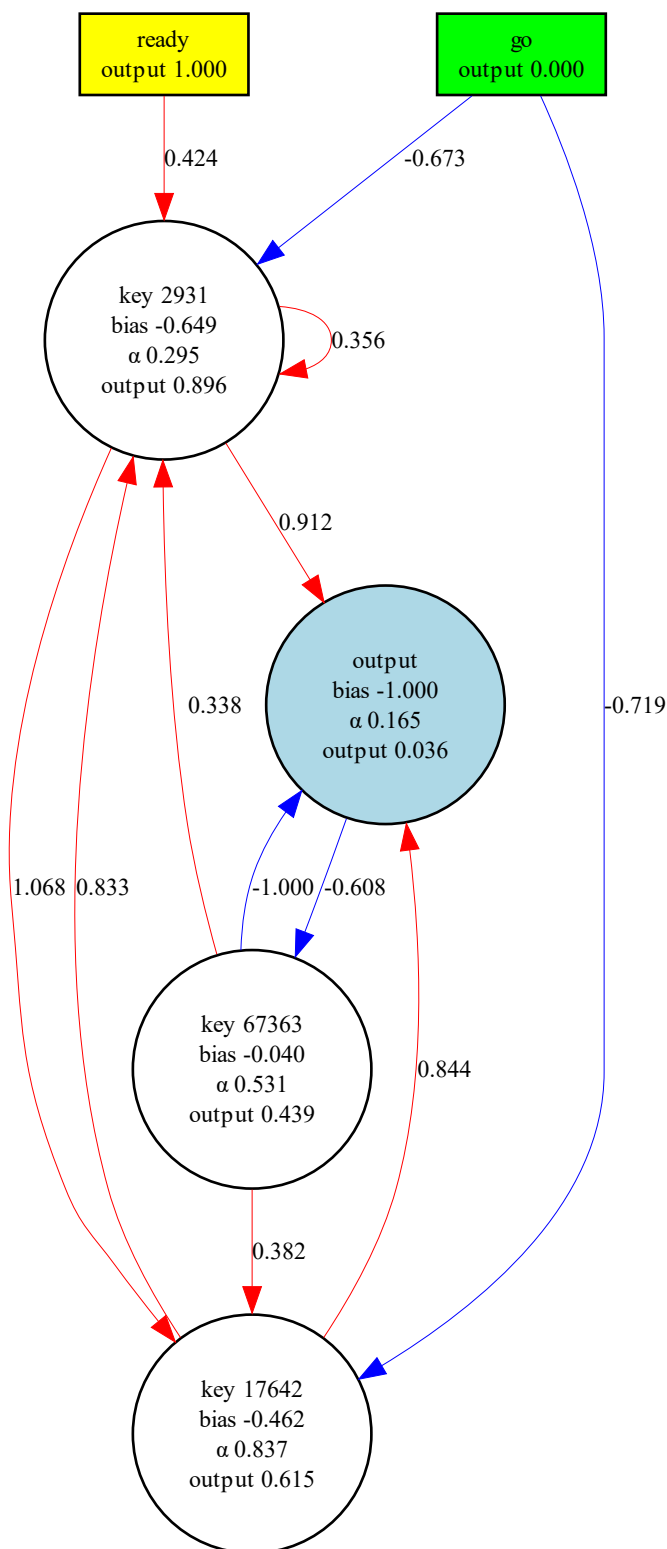 ready
output 1.000
go
output 0.000
0.424
-0.673
key 2931
bias -0.649
α 0.295
output 0.896
0.356
0.912
output
bias -1.000
α 0.165
output 0.036
0.338
-0.719
1.068
0.833
-1.000
-0.608
key 67363
bias -0.040
α 0.531
output 0.439
0.844
0.382
key 17642
bias -0.462
α 0.837
output 0.615